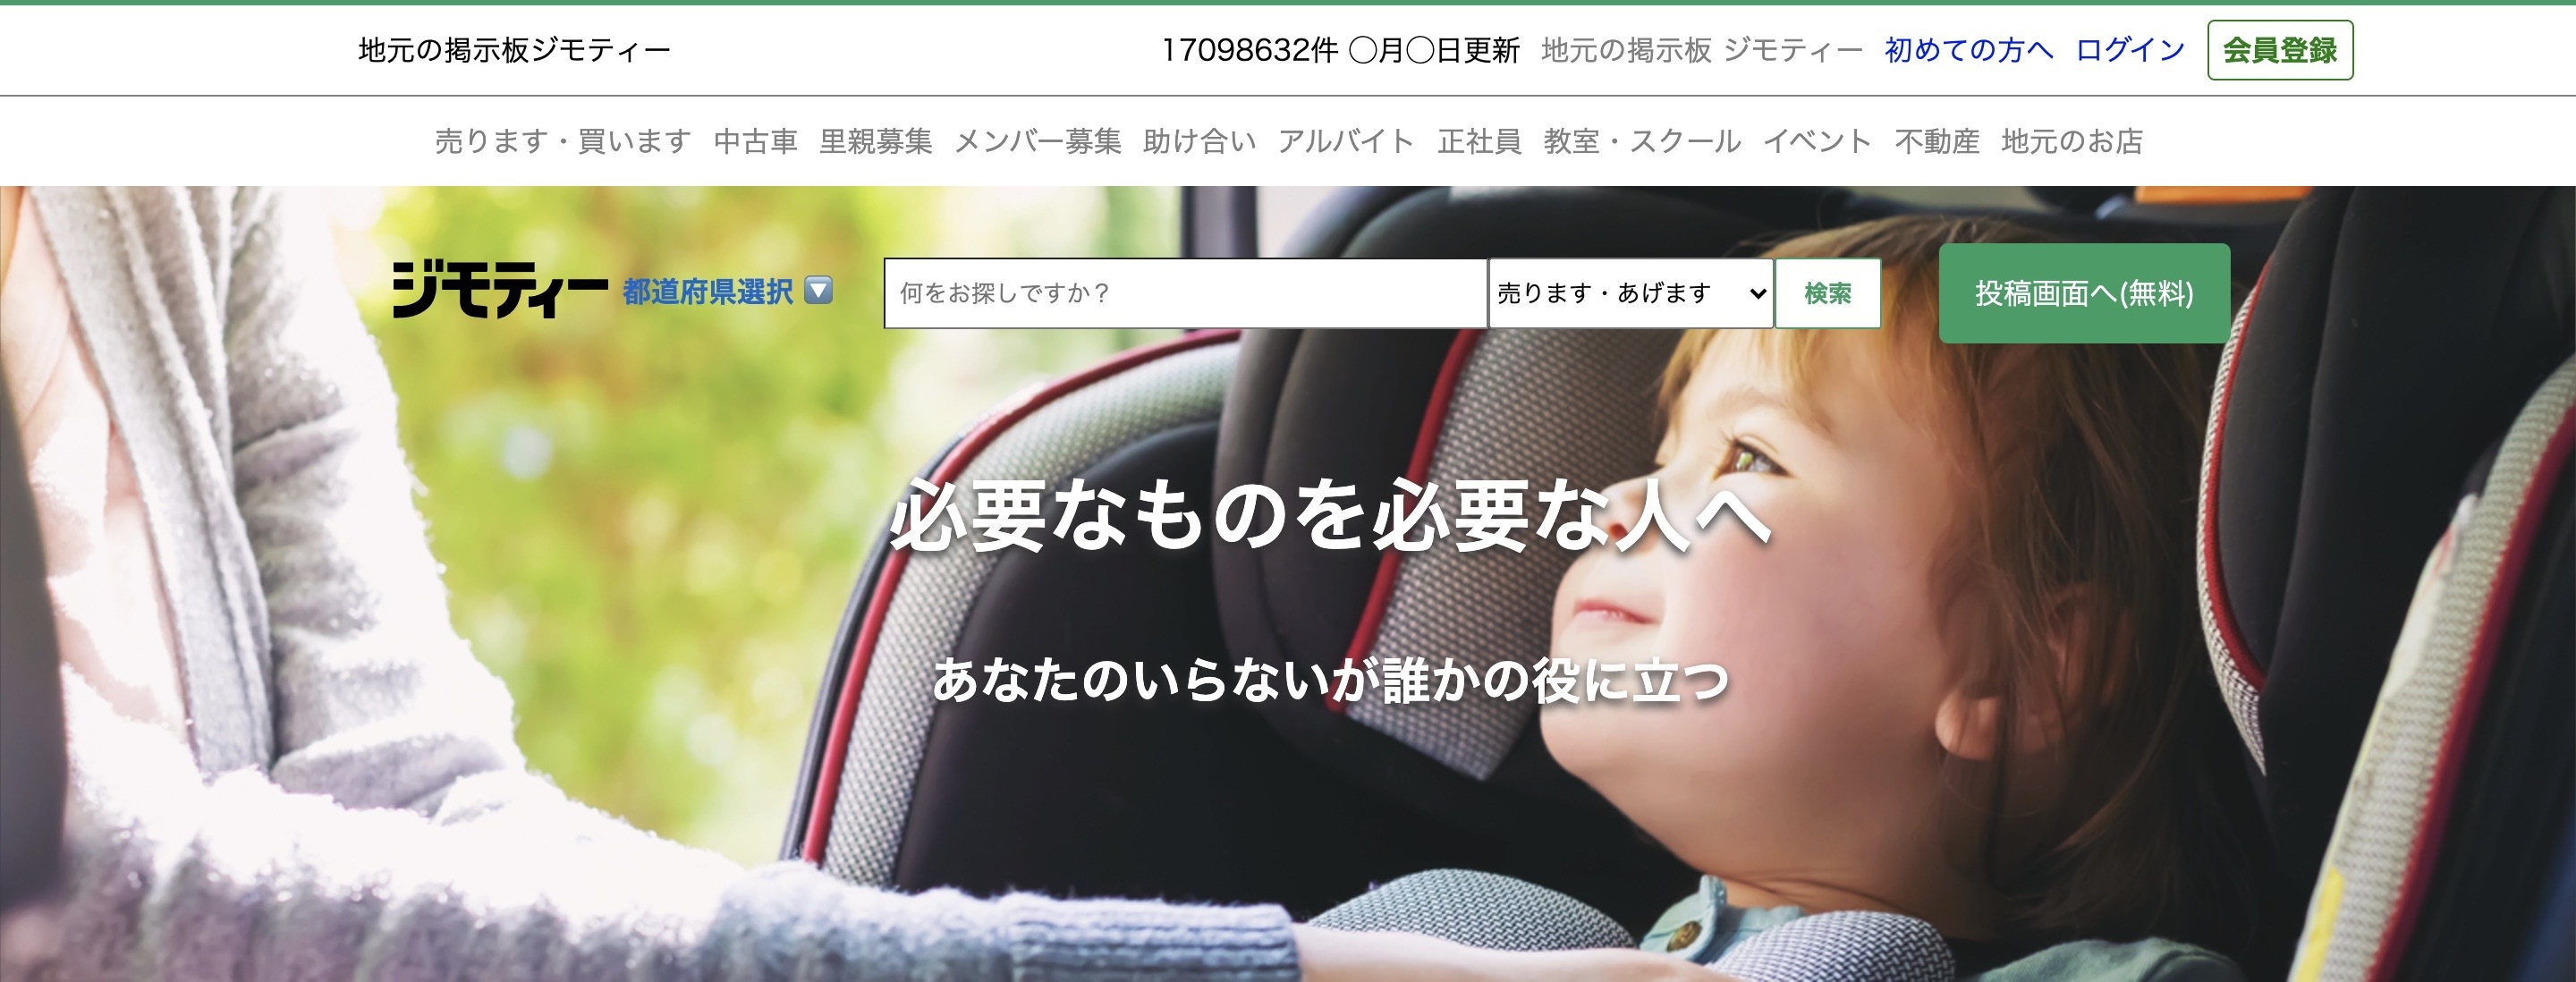 地元の掲示板ジモティー 17098632件 ◯月◯日更新 地元の掲示板 ジモティー 初めての方へ ログイン 会員登録
売ります・買います 中古車 里親募集 メンバー募集 助け合い アルバイト 正社員 教室・スクール イベント 不動産 地元のお店
ジモティー 都道府県選択 🔽 何をお探しですか？ 売ります・あげます 検索 投稿画面へ(無料)
必要なものを必要な人へ
あなたのいらないが誰かの役に立つ